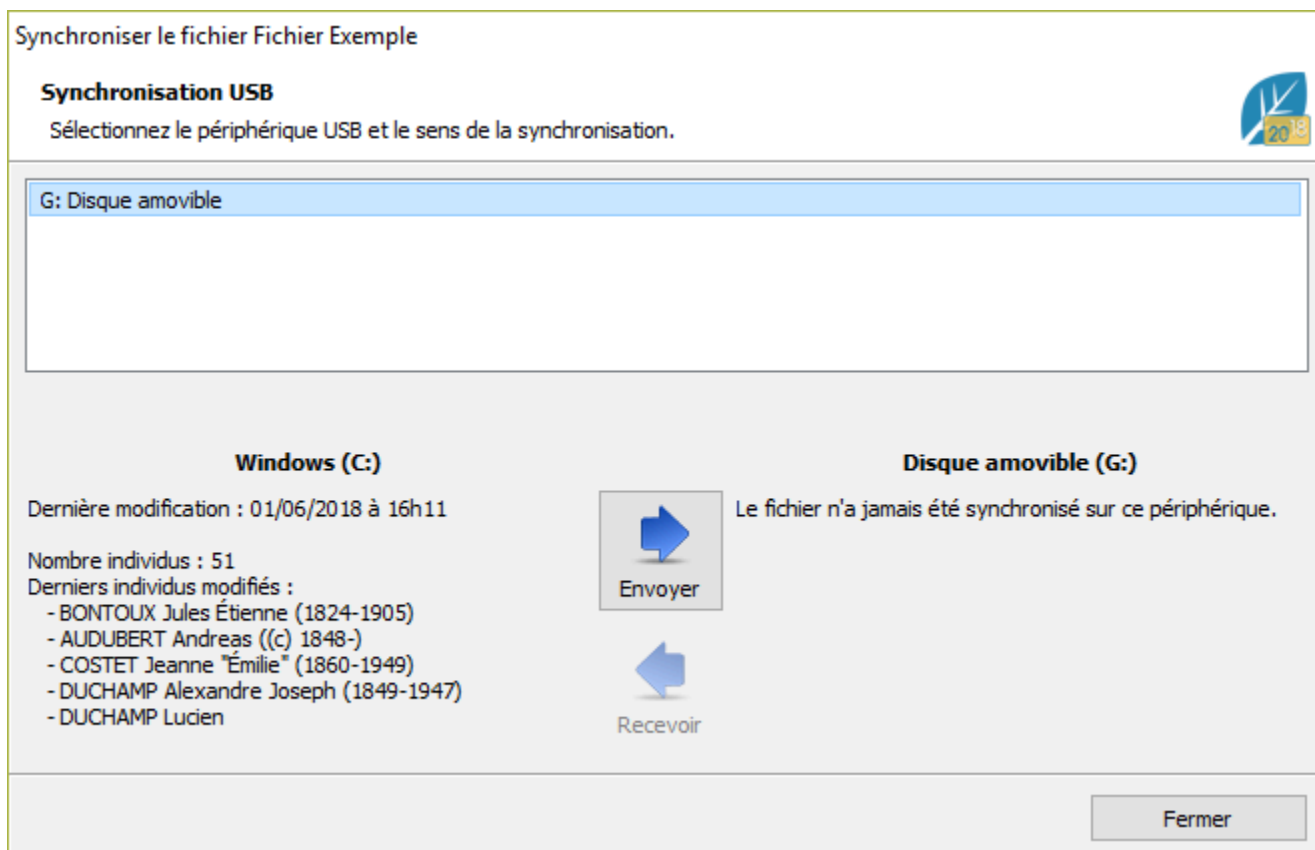 Synchroniser le fichier Fichier Exemple
Synchronisation USB
Sélectionnez le périphérique USB et le sens de la synchronisation.
2018
G: Disque amovible
Windows (C:)
Dernière modification : 01/06/2018 à 16h11
Nombre individus : 51
Derniers individus modifiés :
- BONTOUX Jules Étienne (1824-1905)
- AUDUBERT Andreas ((c) 1848-)
- COSTET Jeanne "Émilie" (1860-1949)
- DUCHAMP Alexandre Joseph (1849-1947)
- DUCHAMP Lucien
Envoyer
Recevoir
Disque amovible (G:)
Le fichier n'a jamais été synchronisé sur ce périphérique.
Fermer